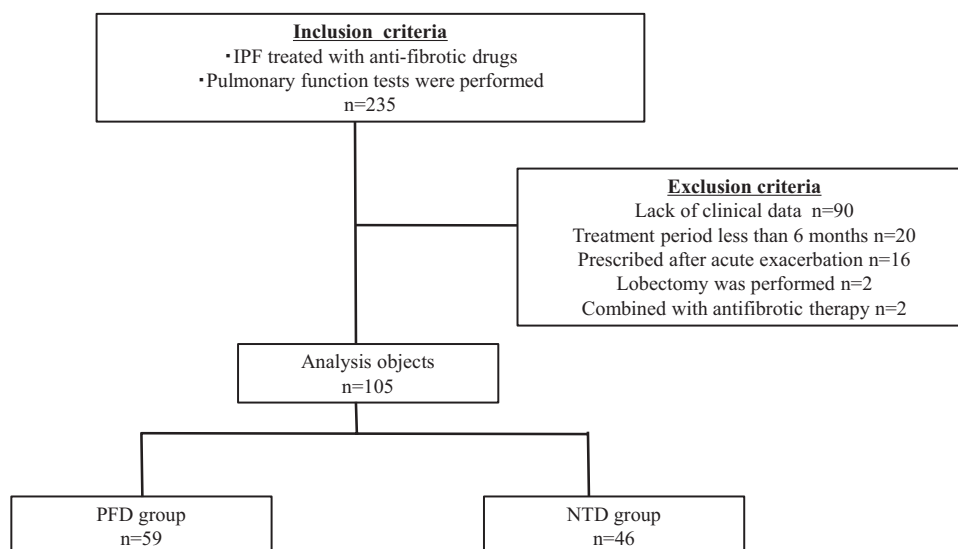 Inclusion criteria
・IPF treated with anti-fibrotic drugs
・Pulmonary function tests were performed
n=235
Exclusion criteria
Lack of clinical data n=90
Treatment period less than 6 months n=20
Prescribed after acute exacerbation n=16
Lobectomy was performed n=2
Combined with antifibrotic therapy n=2
Analysis objects
n=105
PFD group
n=59
NTD group
n=46